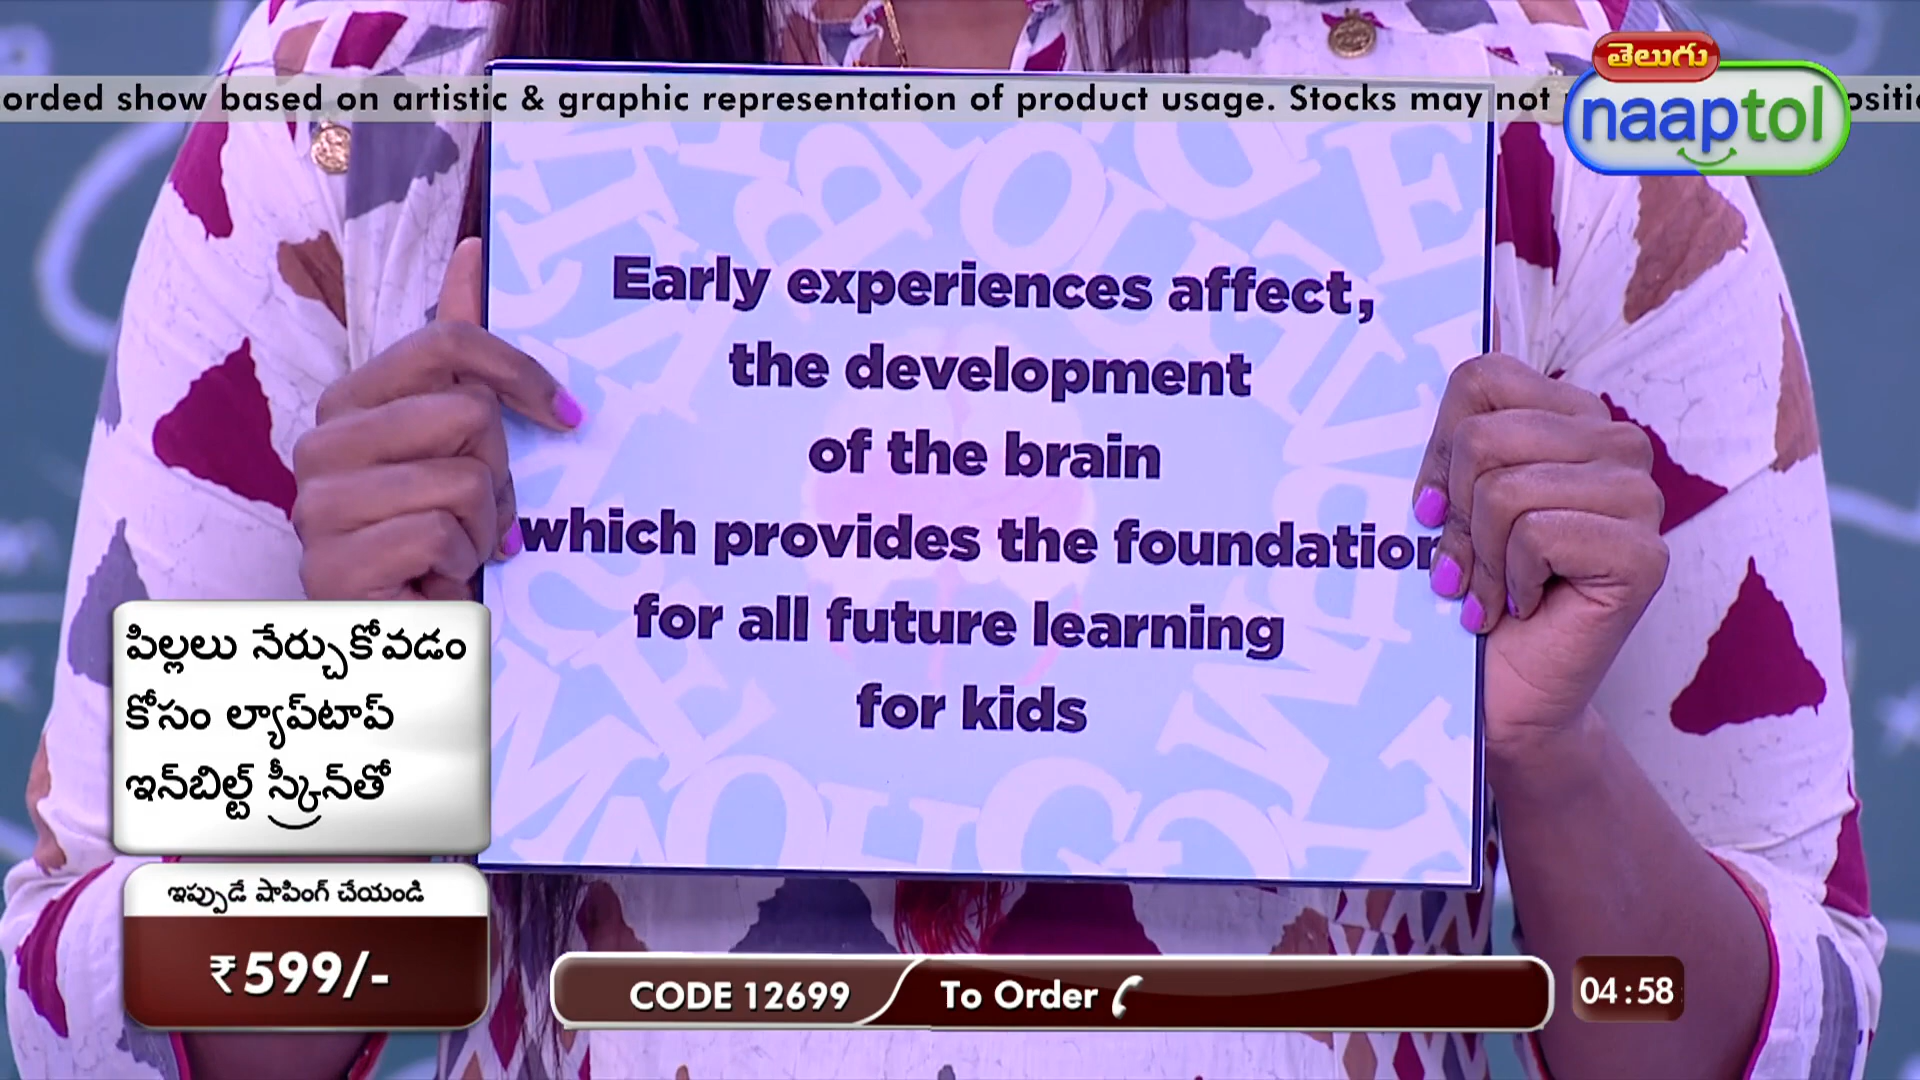 తెలుగు
naaptol
orded show based on artistic & graphic representation of product usage. Stocks may not
Early experiences affect,
the development
of the brain
which provides the foundation
for all future learning
for kids
పిల్లలు నేర్చుకోవడం
కోసం ల్యాప్‌టాప్
ఇన్‌బిల్ట్ స్క్రీన్‌తో
ఇప్పుడే షాపింగ్ చేయండి
₹599/-
CODE 12699 To Order
04:58